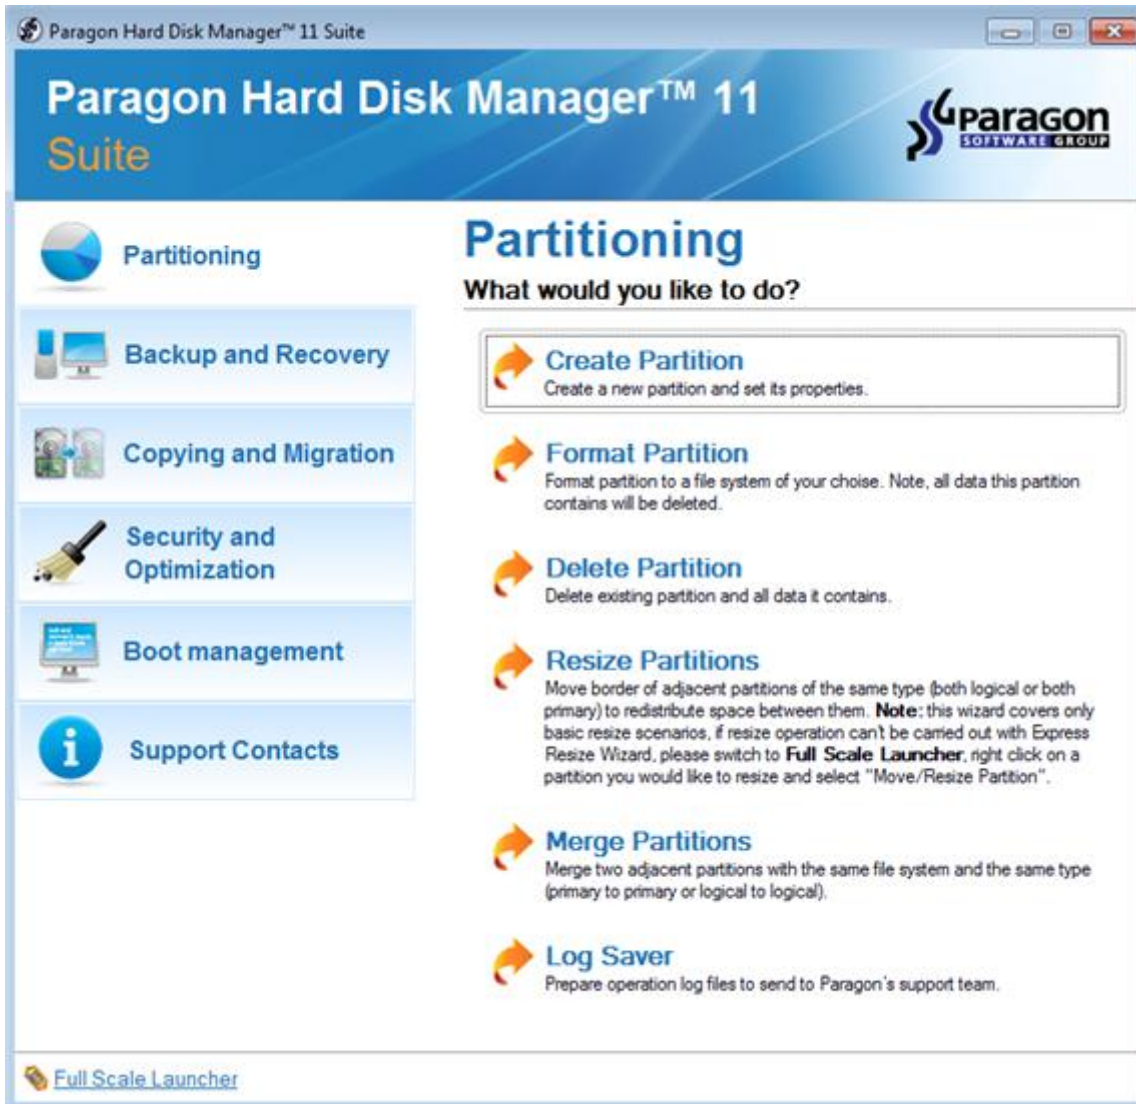 Paragon Hard Disk Manager™ 11 Suite
Paragon Hard Disk Manager™ 11
Suite
Paragon
SOFTWARE GROUP
Partitioning
Backup and Recovery
Copying and Migration
Security and
Optimization
Boot management
Support Contacts
Partitioning
What would you like to do?
Create Partition
Create a new partition and set its properties.
Format Partition
Format partition to a file system of your choise. Note, all data this partition
contains will be deleted.
Delete Partition
Delete existing partition and all data it contains.
Resize Partitions
Move border of adjacent partitions of the same type (both logical or both
primary) to redistribute space between them. Note: this wizard covers only
basic resize scenarios, if resize operation can't be carried out with Express
Resize Wizard, please switch to Full Scale Launcher, right click on a
partition you would like to resize and select "Move/Resize Partition".
Merge Partitions
Merge two adjacent partitions with the same file system and the same type
(primary to primary or logical to logical).
Log Saver
Prepare operation log files to send to Paragon's support team.
Full Scale Launcher